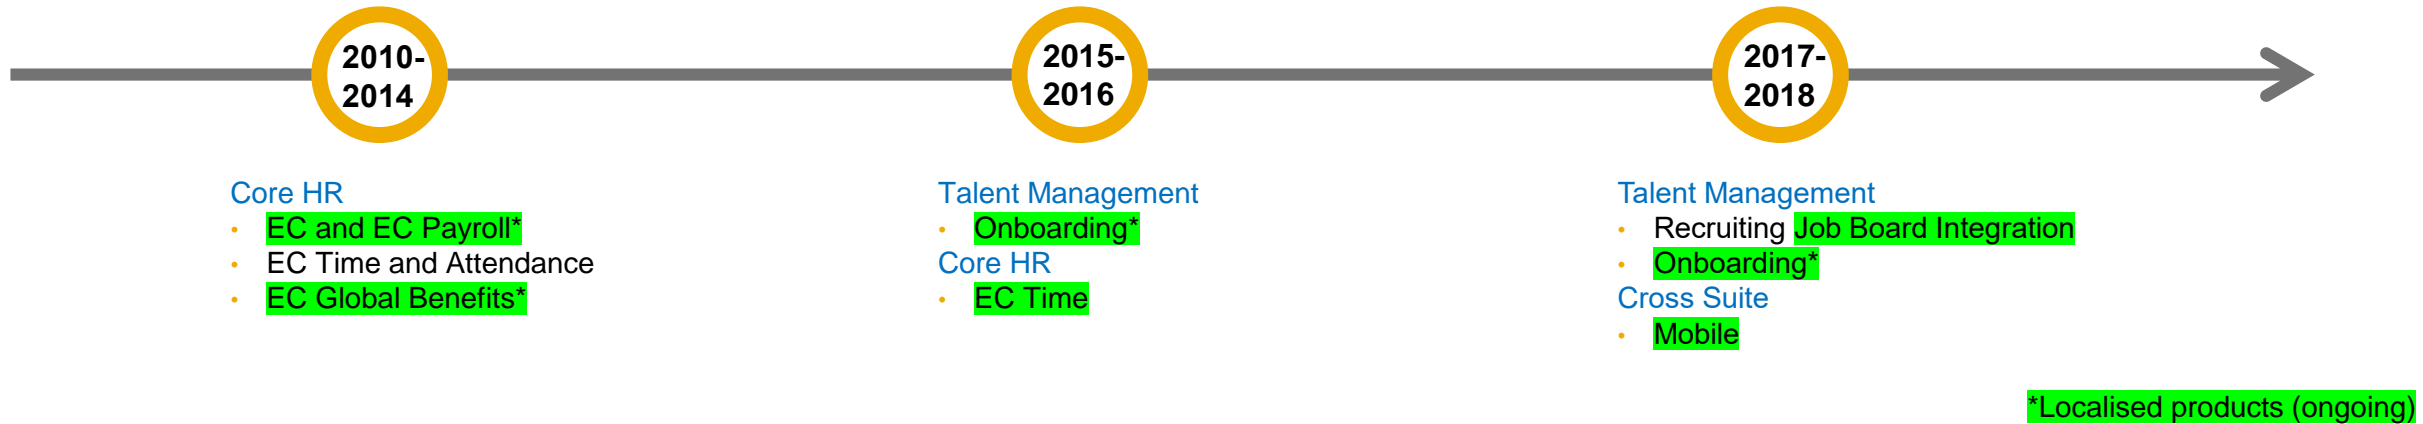 2010-
2014
2015-
2016
2017-
2018
Core HR
• EC and EC Payroll*
• EC Time and Attendance
• EC Global Benefits*
Talent Management
• Onboarding*
Core HR
• EC Time
Talent Management
• Recruiting Job Board Integration
• Onboarding*
Cross Suite
• Mobile
*Localised products (ongoing)